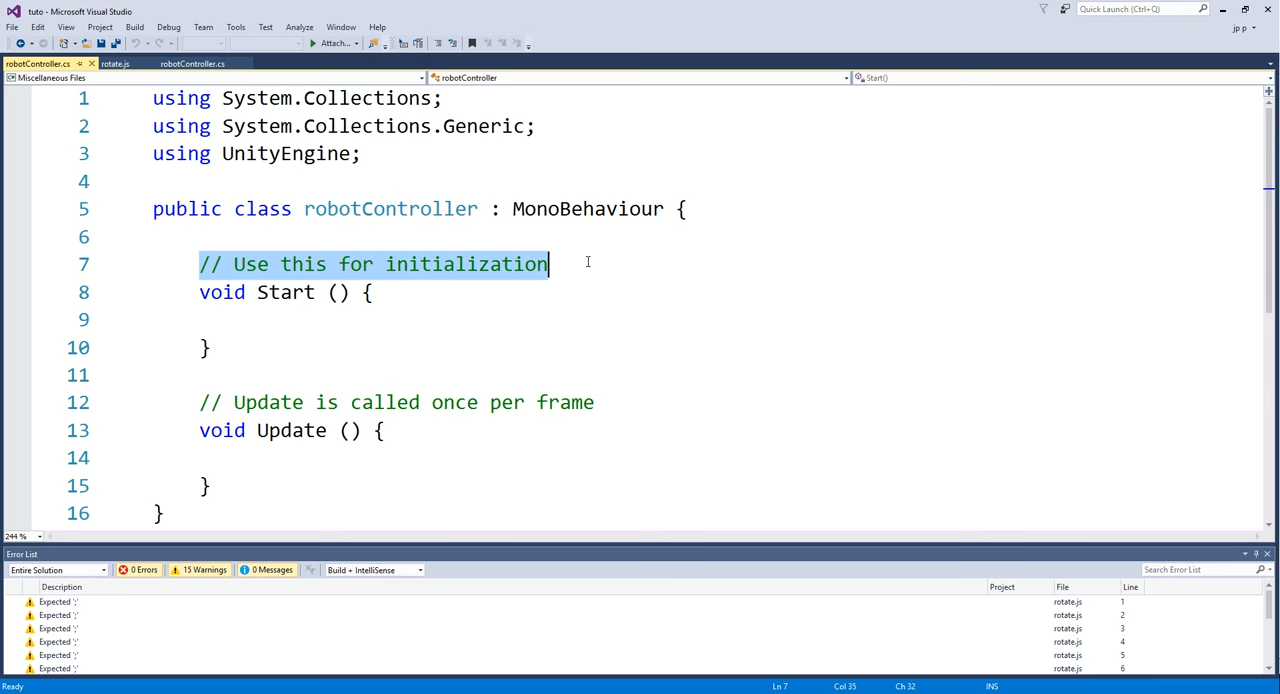 tuto - Microsoft Visual Studio
Quick Launch (Ctrl+Q)
File Edit View Project Build Debug Team Tools Test Analyze Window Help
jp p
Attach...
robotController.cs rotate.js robotController.cs
Miscellaneous Files robotController Start()
1 using System.Collections;
2 using System.Collections.Generic;
3 using UnityEngine;
4
5 public class robotController : MonoBehaviour {
6
7 // Use this for initialization
8 void Start () {
9
10 }
11
12 // Update is called once per frame
13 void Update () {
14
15 }
16 }
244 %
Error List
Entire Solution 0 Errors 15 Warnings 0 Messages Build + IntelliSense Search Error List
Description Project File Line
Expected ';' rotate.js 1
Expected ';' rotate.js 2
Expected ';' rotate.js 3
Expected ';' rotate.js 4
Expected ';' rotate.js 5
Expected ';' rotate.js 6
Ready Ln 7 Col 35 Ch 32 INS